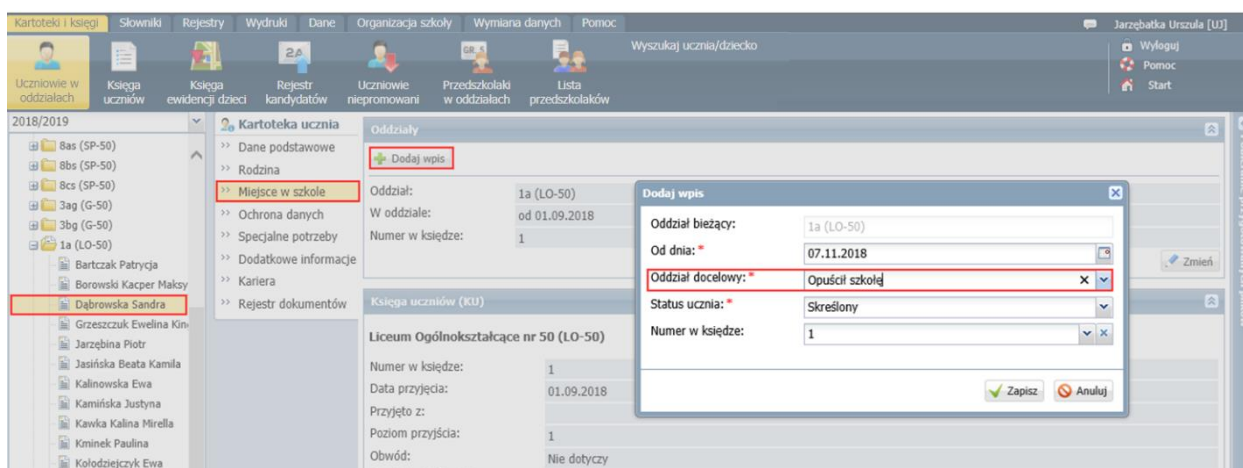 Kartoteki i księgi Słowniki Rejestry Wydruki Dane Organizacja szkoły Wymiana danych Pomoc Jarzębatka Urszula [UJ]
Uczniowie w oddziałach
Księga uczniów
Księga ewidencji dzieci
Rejestr kandydatów
Uczniowie niepromowani
Przedszkolaki w oddziałach
Lista przedszkolaków
Wyszukaj ucznia/dziecko
Wyloguj
Pomoc
Start
2018/2019
8as (SP-50)
8bs (SP-50)
8cs (SP-50)
3ag (G-50)
3bg (G-50)
1a (LO-50)
Bartczak Patrycja
Borowski Kacper Maksy
Dąbrowska Sandra
Grzeszczuk Ewelina Kin
Jarzębina Piotr
Jasińska Beata Kamila
Kalinowska Ewa
Kamińska Justyna
Kawka Kalina Mirella
Kminek Paulina
Kołodziejczyk Ewa
Kartoteka ucznia
Dane podstawowe
Rodzina
Miejsce w szkole
Ochrona danych
Specjalne potrzeby
Dodatkowe informacje
Kariera
Rejestr dokumentów
Oddziały
Dodaj wpis
Oddział: 1a (LO-50)
W oddziale: od 01.09.2018
Numer w księdze: 1
Zmień
Księga uczniów (KU)
Liceum Ogólnokształcące nr 50 (LO-50)
Numer w księdze: 1
Data przyjęcia: 01.09.2018
Przyjęto z:
Poziom przyjścia: 1
Obwód: Nie dotyczy
Dodaj wpis
Oddział bieżący: 1a (LO-50)
Od dnia: * 07.11.2018
Oddział docelowy: * Opuścił szkołę
Status ucznia: * Skreślony
Numer w księdze: 1
Zapisz Anuluj